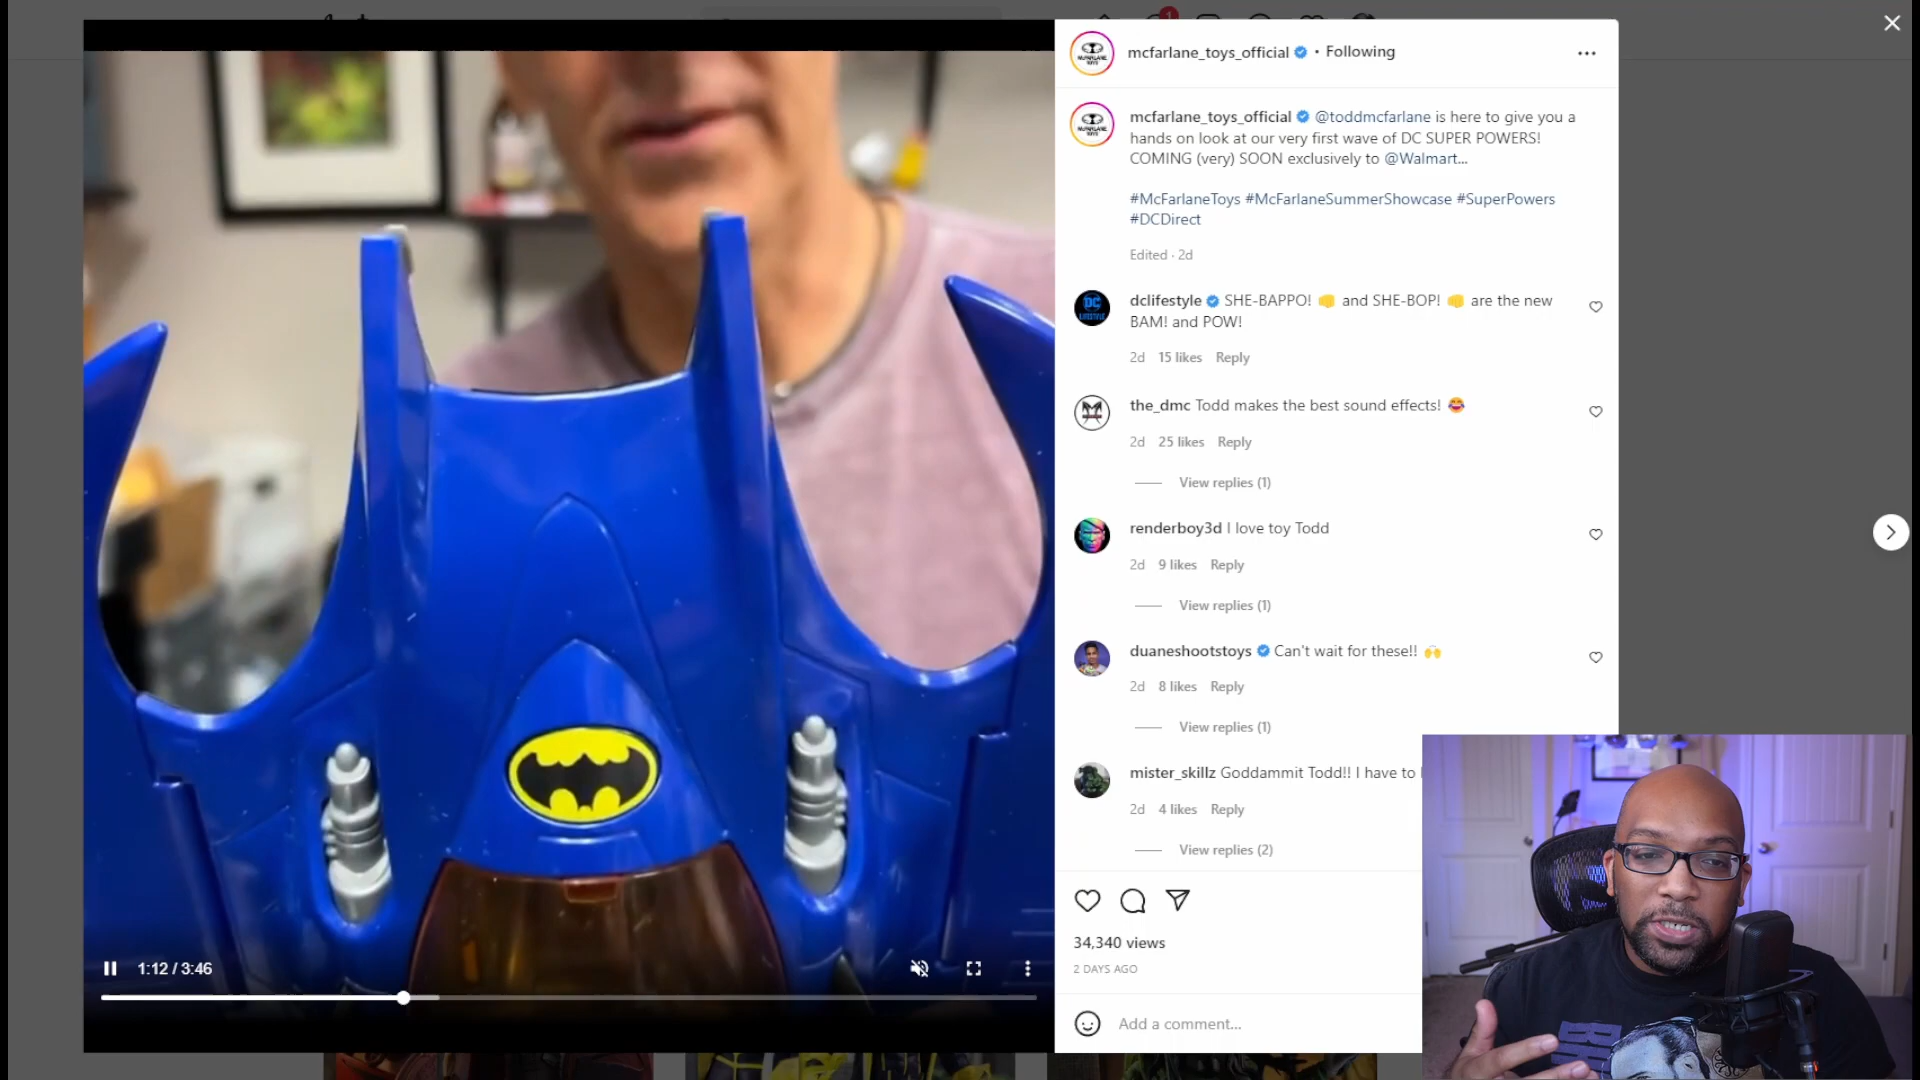 mcfarlane_toys_official • Following
mcfarlane_toys_official @toddmcfarlane is here to give you a
hands on look at our very first wave of DC SUPER POWERS!
COMING (very) SOON exclusively to @Walmart...
#McFarlaneToys #McFarlaneSummerShowcase #SuperPowers
#DCDirect
Edited · 2d
dclifestyle SHE-BAPPO! 👊 and SHE-BOP! 👊 are the new
BAM! and POW!
2d 15 likes Reply
the_dmc Todd makes the best sound effects! 😂
2d 25 likes Reply
View replies (1)
renderboy3d I love toy Todd
2d 9 likes Reply
View replies (1)
duaneshootstoys Can't wait for these!! 🙌
2d 8 likes Reply
View replies (1)
mister_skillz Goddammit Todd!! I have to
2d 4 likes Reply
View replies (2)
34,340 views
2 DAYS AGO
Add a comment...
1:12 / 3:46
1